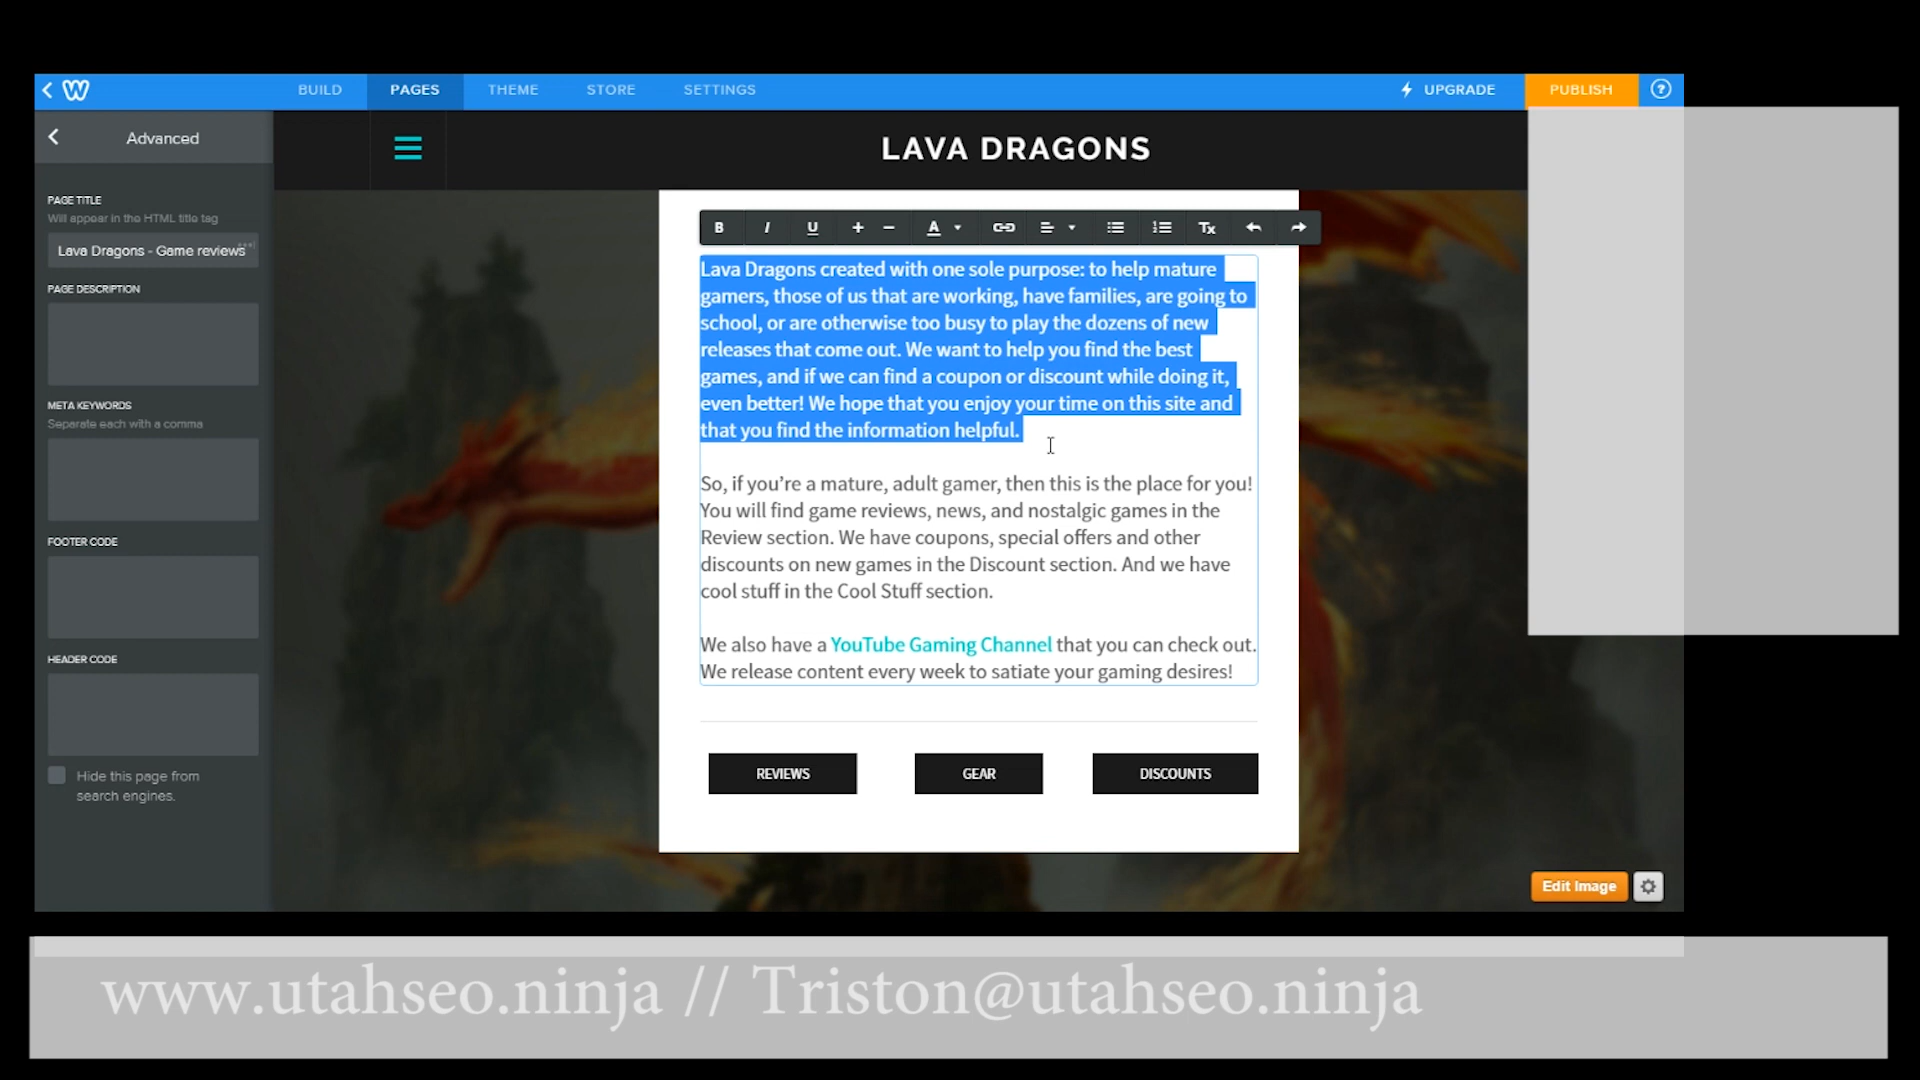 BUILD PAGES THEME STORE SETTINGS UPGRADE PUBLISH
Advanced
LAVA DRAGONS
PAGE TITLE
Will appear in the HTML title tag
Lava Dragons - Game reviews
PAGE DESCRIPTION
META KEYWORDS
Separate each with a comma
FOOTER CODE
HEADER CODE
Hide this page from
search engines.
B I U + - A Tx
Lava Dragons created with one sole purpose: to help mature
gamers, those of us that are working, have families, are going to
school, or are otherwise too busy to play the dozens of new
releases that come out. We want to help you find the best
games, and if we can find a coupon or discount while doing it,
even better! We hope that you enjoy your time on this site and
that you find the information helpful.
So, if you're a mature, adult gamer, then this is the place for you!
You will find game reviews, news, and nostalgic games in the
Review section. We have coupons, special offers and other
discounts on new games in the Discount section. And we have
cool stuff in the Cool Stuff section.
We also have a YouTube Gaming Channel that you can check out.
We release content every week to satiate your gaming desires!
REVIEWS GEAR DISCOUNTS
Edit Image
www.utahseo.ninja // Triston@utahseo.ninja